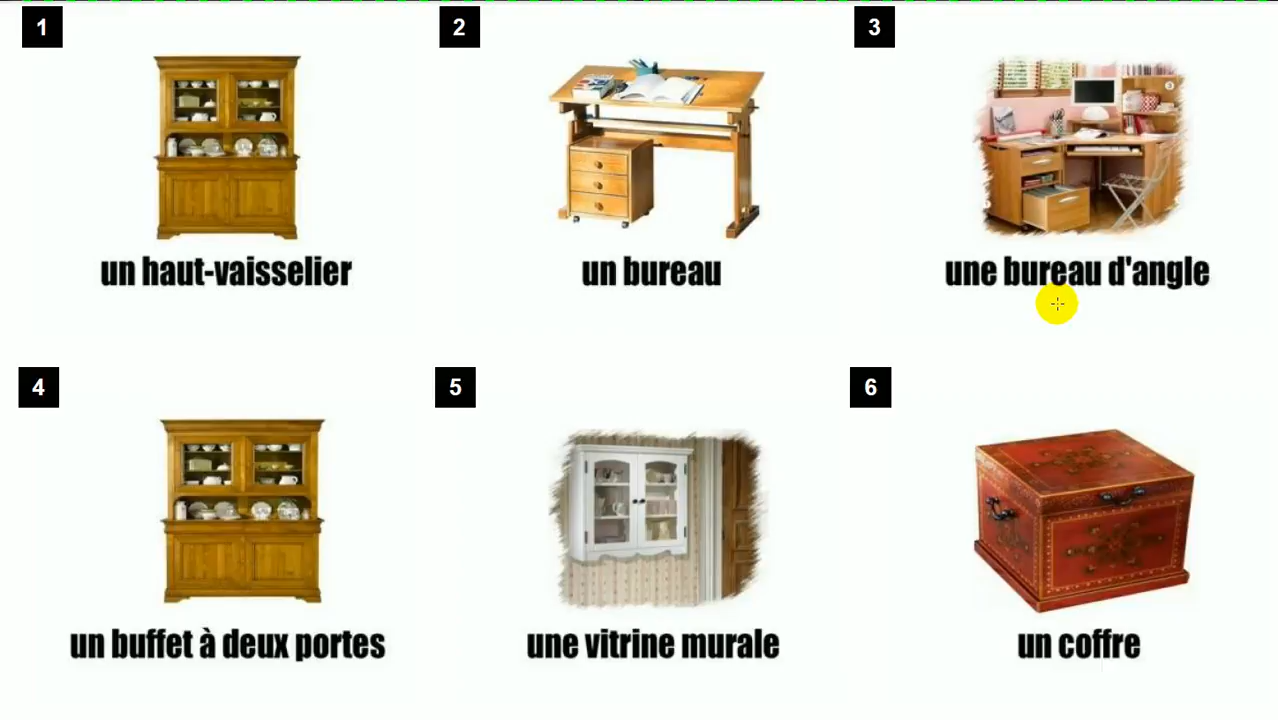 1
2
3
un haut-vaisselier
un bureau
une bureau d'angle
4
5
6
un buffet à deux portes
une vitrine murale
un coffre